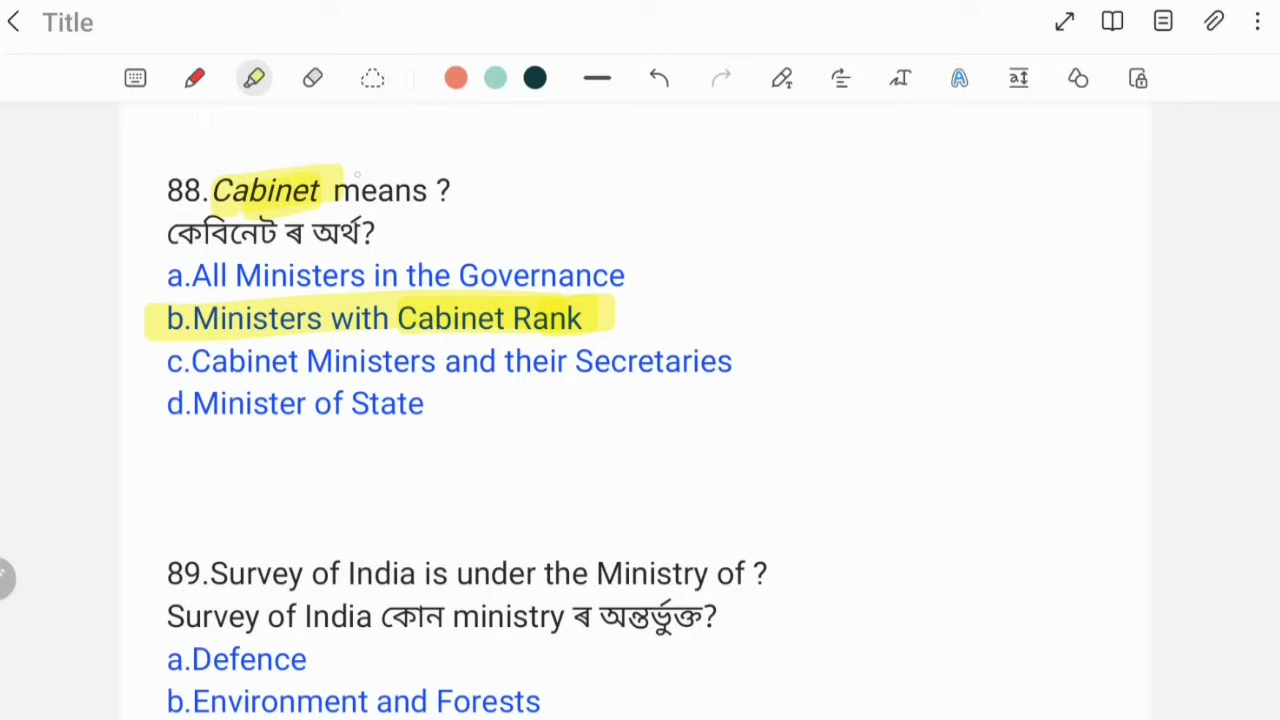 Title
88.Cabinet means ?
কেবিনেট ৰ অৰ্থ?
a.All Ministers in the Governance
b.Ministers with Cabinet Rank
c.Cabinet Ministers and their Secretaries
d.Minister of State
89.Survey of India is under the Ministry of ?
Survey of India কোন ministry ৰ অন্তৰ্ভুক্ত?
a.Defence
b.Environment and Forests